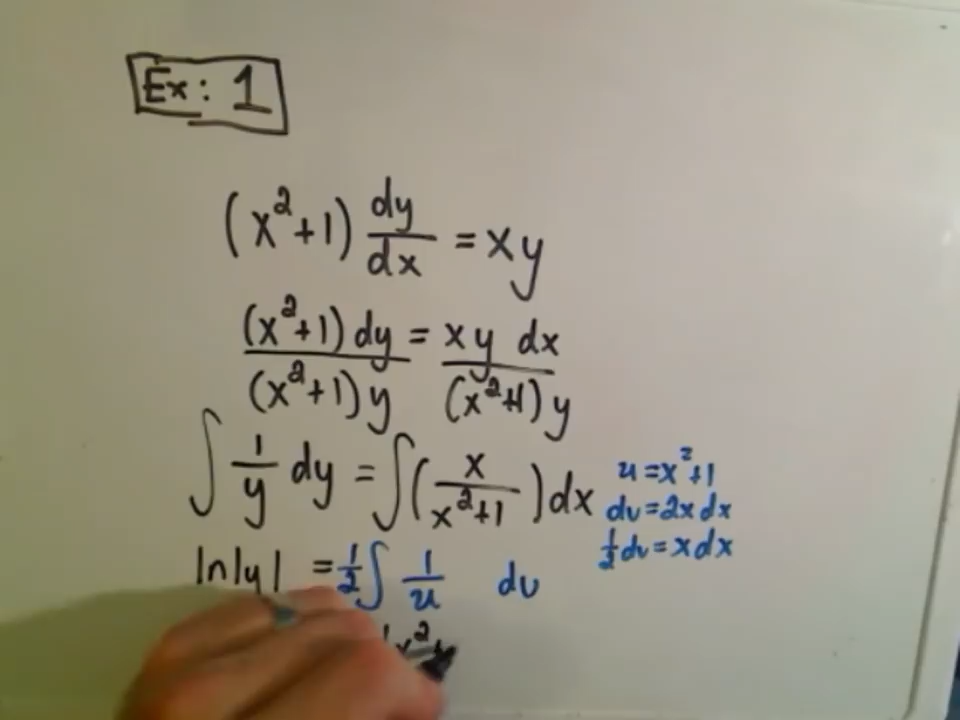 Ex: 1
(x²+1) dy/dx = xy
(x²+1) dy / (x²+1) y = xy dx / (x²+1) y
∫ 1/y dy = ∫ (x / x²+1) dx
u = x²+1
du = 2x dx
½ du = x dx
ln|y| = ½ ∫ 1/u du
|x²+